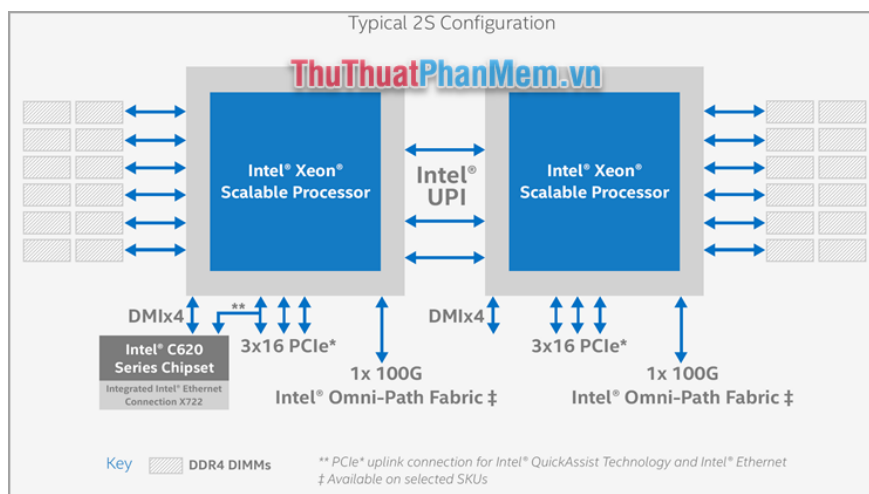 Typical 2S Configuration
ThuThuatPhanMem.vn
Intel® Xeon®
Scalable Processor
Intel®
UPI
Intel® Xeon®
Scalable Processor
DMIx4
**
3x16 PCIe*
DMIx4
3x16 PCIe*
Intel® C620
Series Chipset
Integrated Intel® Ethernet
Connection X722
1x 100G
Intel® Omni-Path Fabric ‡
1x 100G
Intel® Omni-Path Fabric ‡
Key
DDR4 DIMMs
** PCIe* uplink connection for Intel® QuickAssist Technology and Intel® Ethernet
‡ Available on selected SKUs